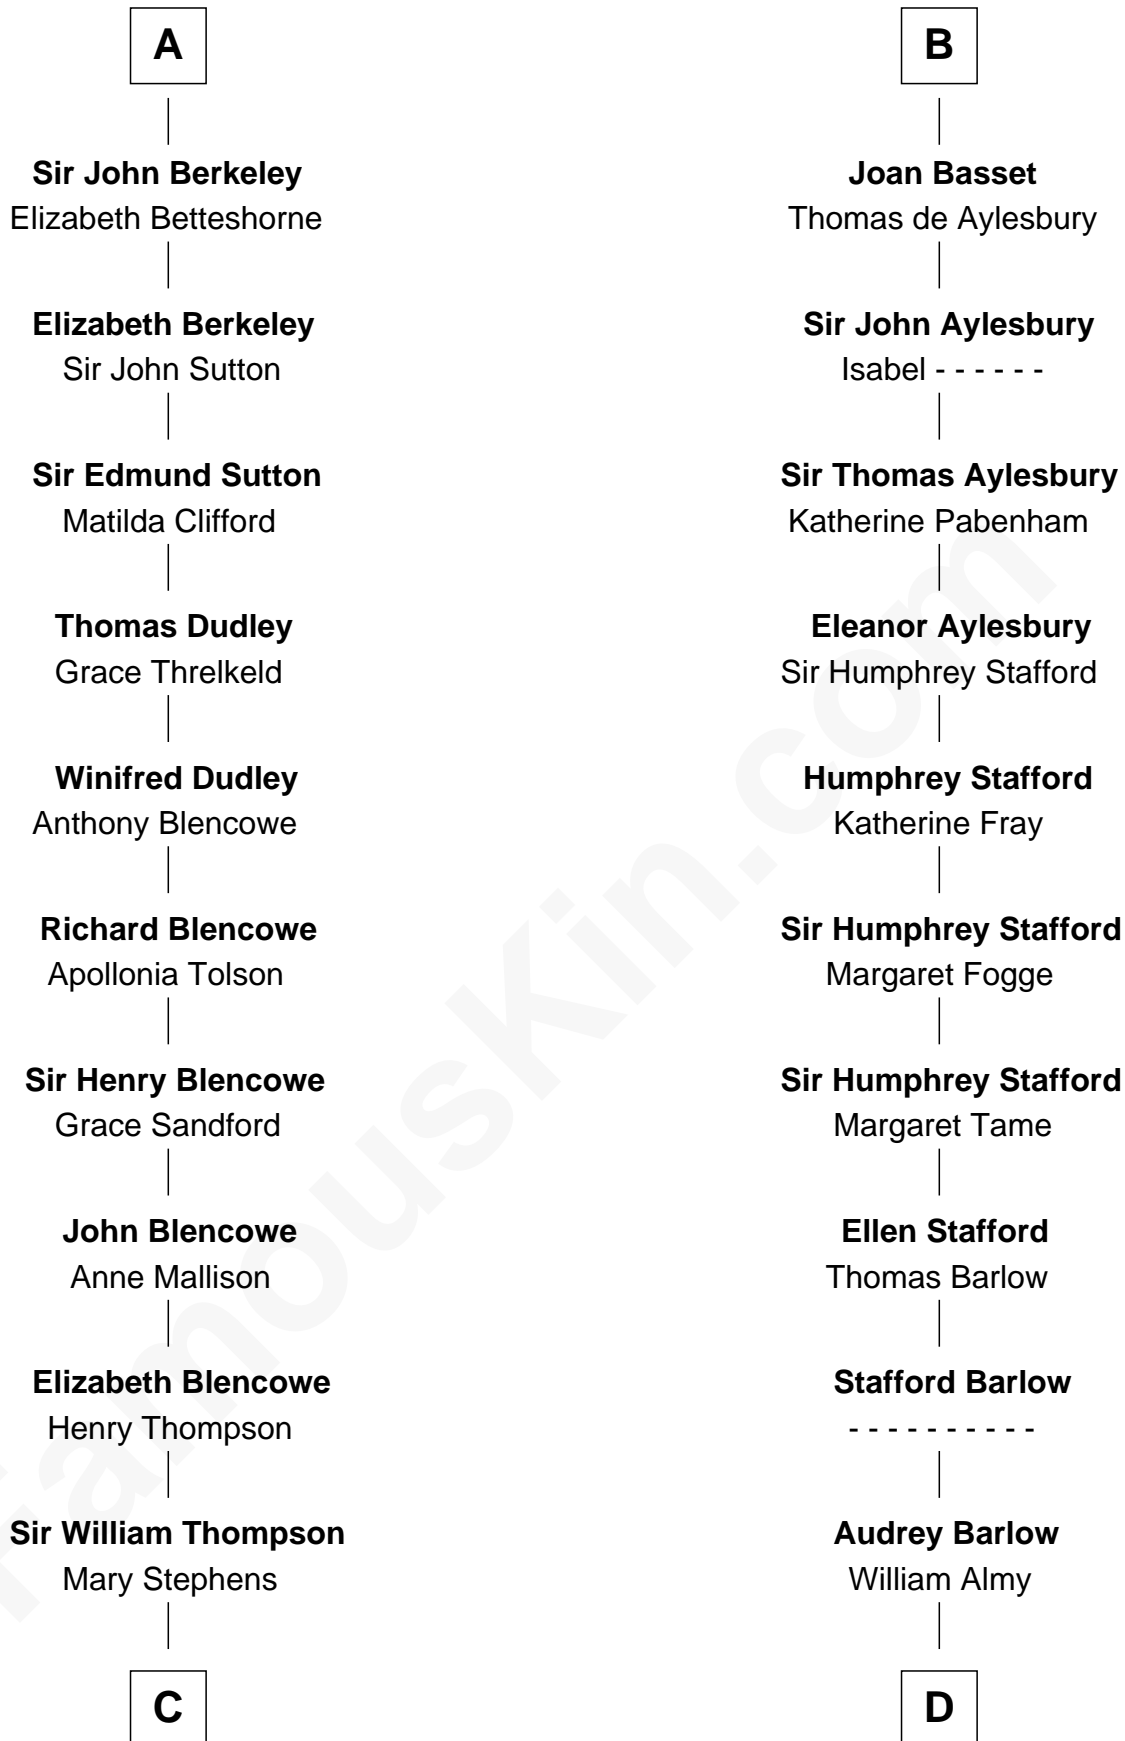 A
Sir John Berkeley
Elizabeth Betteshorne
Elizabeth Berkeley
Sir John Sutton
Sir Edmund Sutton
Matilda Clifford
Thomas Dudley
Grace Threlkeld
Winifred Dudley
Anthony Blencowe
Richard Blencowe
Apollonia Tolson
Sir Henry Blencowe
Grace Sandford
John Blencowe
Anne Mallison
Elizabeth Blencowe
Henry Thompson
Sir William Thompson
Mary Stephens
C
B
Joan Basset
Thomas de Aylesbury
Sir John Aylesbury
Isabel - - - - - -
Sir Thomas Aylesbury
Katherine Pabenham
Eleanor Aylesbury
Sir Humphrey Stafford
Humphrey Stafford
Katherine Fray
Sir Humphrey Stafford
Margaret Fogge
Sir Humphrey Stafford
Margaret Tame
Ellen Stafford
Thomas Barlow
Stafford Barlow
- - - - - - - - - -
Audrey Barlow
William Almy
D
FamousKin.com